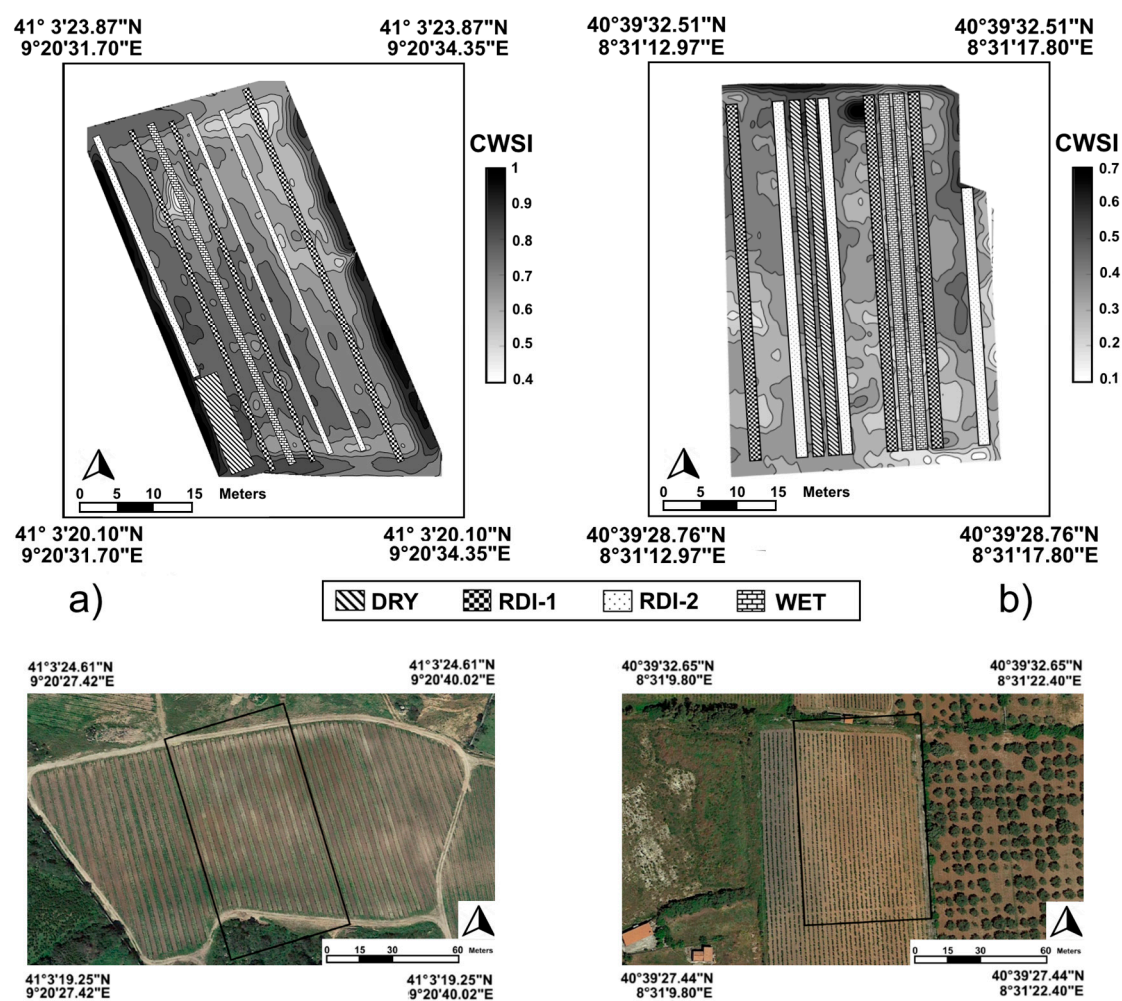 41° 3'23.87"N
9°20'31.70"E
41° 3'23.87"N
9°20'34.35"E
CWSI
1
0.9
0.8
0.7
0.6
0.5
0.4
0 5 10 15 Meters
41° 3'20.10"N
9°20'31.70"E
41° 3'20.10"N
9°20'34.35"E
a)
40°39'32.51"N
8°31'12.97"E
40°39'32.51"N
8°31'17.80"E
CWSI
0.7
0.6
0.5
0.4
0.3
0.2
0.1
0 5 10 15 Meters
40°39'28.76"N
8°31'12.97"E
40°39'28.76"N
8°31'17.80"E
b)
DRY RDI-1 RDI-2 WET
41°3'24.61"N
9°20'27.42"E
41°3'24.61"N
9°20'40.02"E
0 15 30 60
Meters
41°3'19.25"N
9°20'27.42"E
41°3'19.25"N
9°20'40.02"E
40°39'32.65"N
8°31'9.80"E
40°39'32.65"N
8°31'22.40"E
0 15 30 60
Meters
40°39'27.44"N
8°31'9.80"E
40°39'27.44"N
8°31'22.40"E